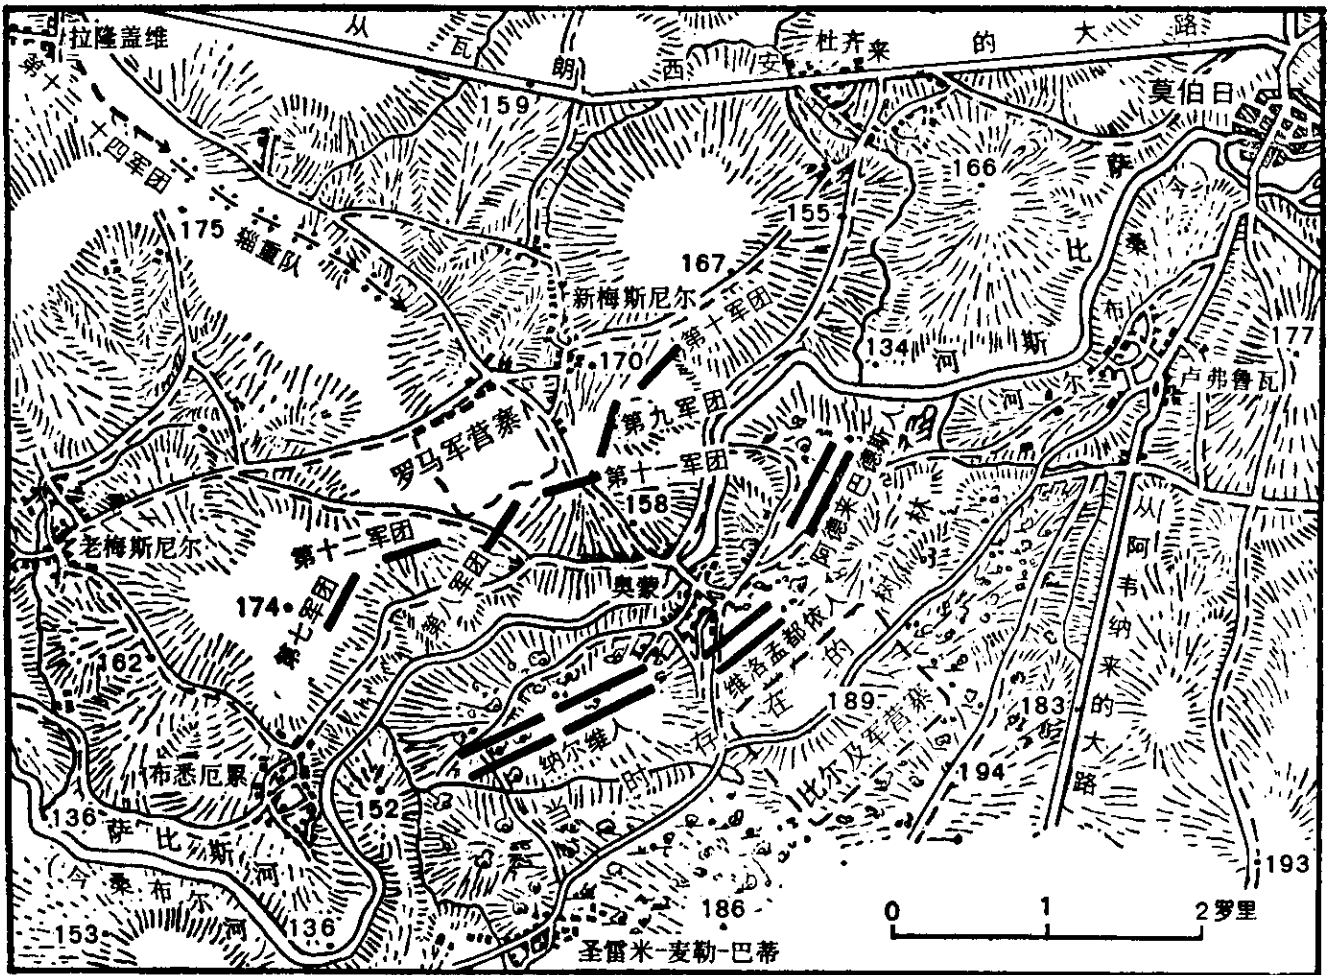 从瓦朗西安来的大路
拉隆盖维
杜齐
159
莫伯日
第十三
十四军团
166
175
辎重队
155
萨比斯河
(今桑布尔河)
167
新梅斯尼尔
第十军团
177
170
134
卢弗鲁瓦
第九军团
罗马军营寨
第十一军团
阿德来巴德斯人
158
从阿韦纳来的大路
老梅斯尼尔
第十二军团
第八军团
奥蒙
174
第七军团
维洛孟都依人
当时存在的树林
162
189
183
纳尔维人
比尔及军营寨
布悉厄累
194
152
136
萨比斯河
(今桑布尔河
193
186
0 1 2罗里
153
136
圣雷米-麦勒-巴蒂